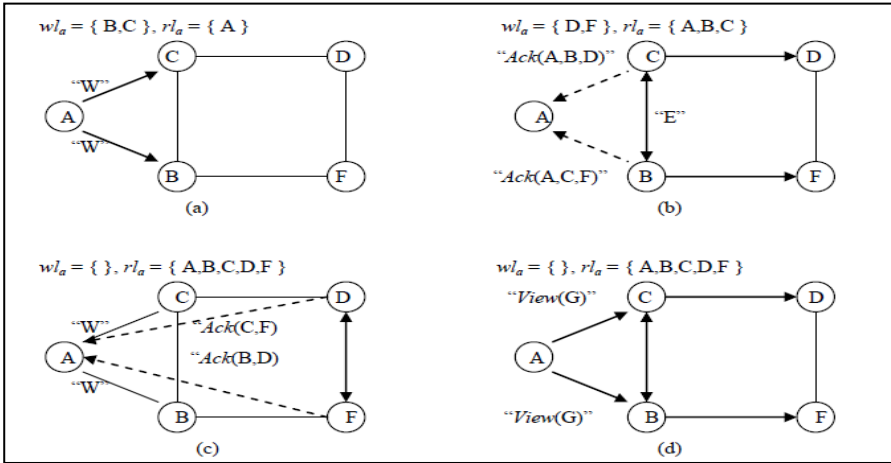 wlₐ = { B,C }, rlₐ = { A }
C
D
“W”
A
“W”
B
F
(a)
wlₐ = { D,F }, rlₐ = { A,B,C }
“Ack(A,B,D)”
C
D
A
“E”
B
F
“Ack(A,C,F)”
(b)
wlₐ = { }, rlₐ = { A,B,C,D,F }
C
D
“W”
“Ack(C,F)
A
“Ack(B,D)
“W”
B
F
(c)
wlₐ = { }, rlₐ = { A,B,C,D,F }
“View(G)”
C
D
A
B
F
“View(G)”
(d)